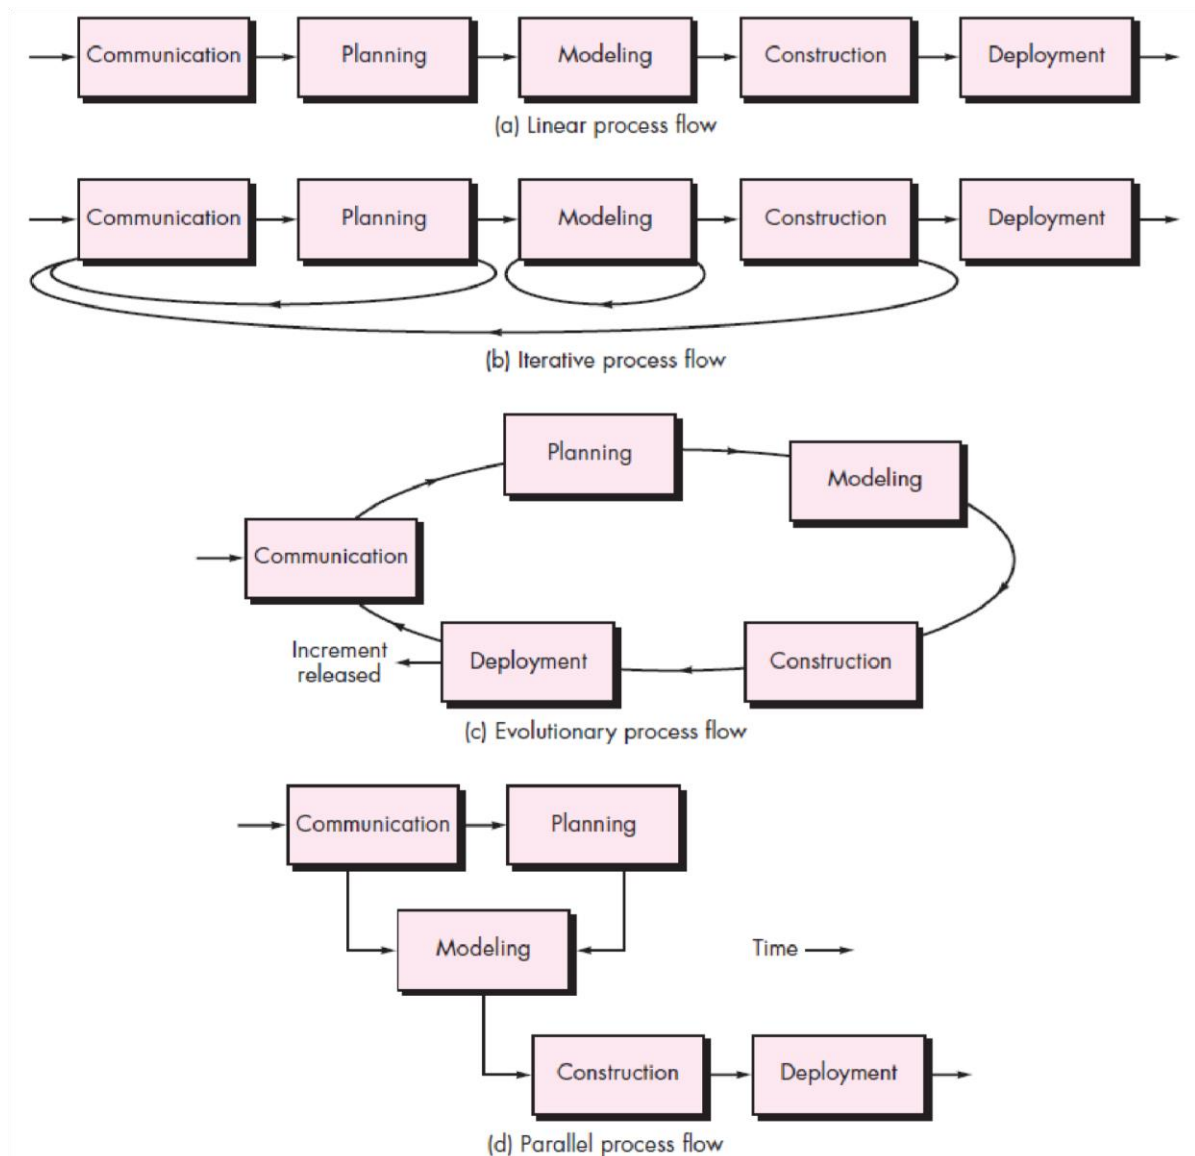 Communication Planning Modeling Construction Deployment
(a) Linear process flow
Communication Planning Modeling Construction Deployment
(b) Iterative process flow
Planning
Modeling
Communication
Increment
released
Deployment
Construction
(c) Evolutionary process flow
Communication Planning
Modeling
Time
Construction Deployment
(d) Parallel process flow